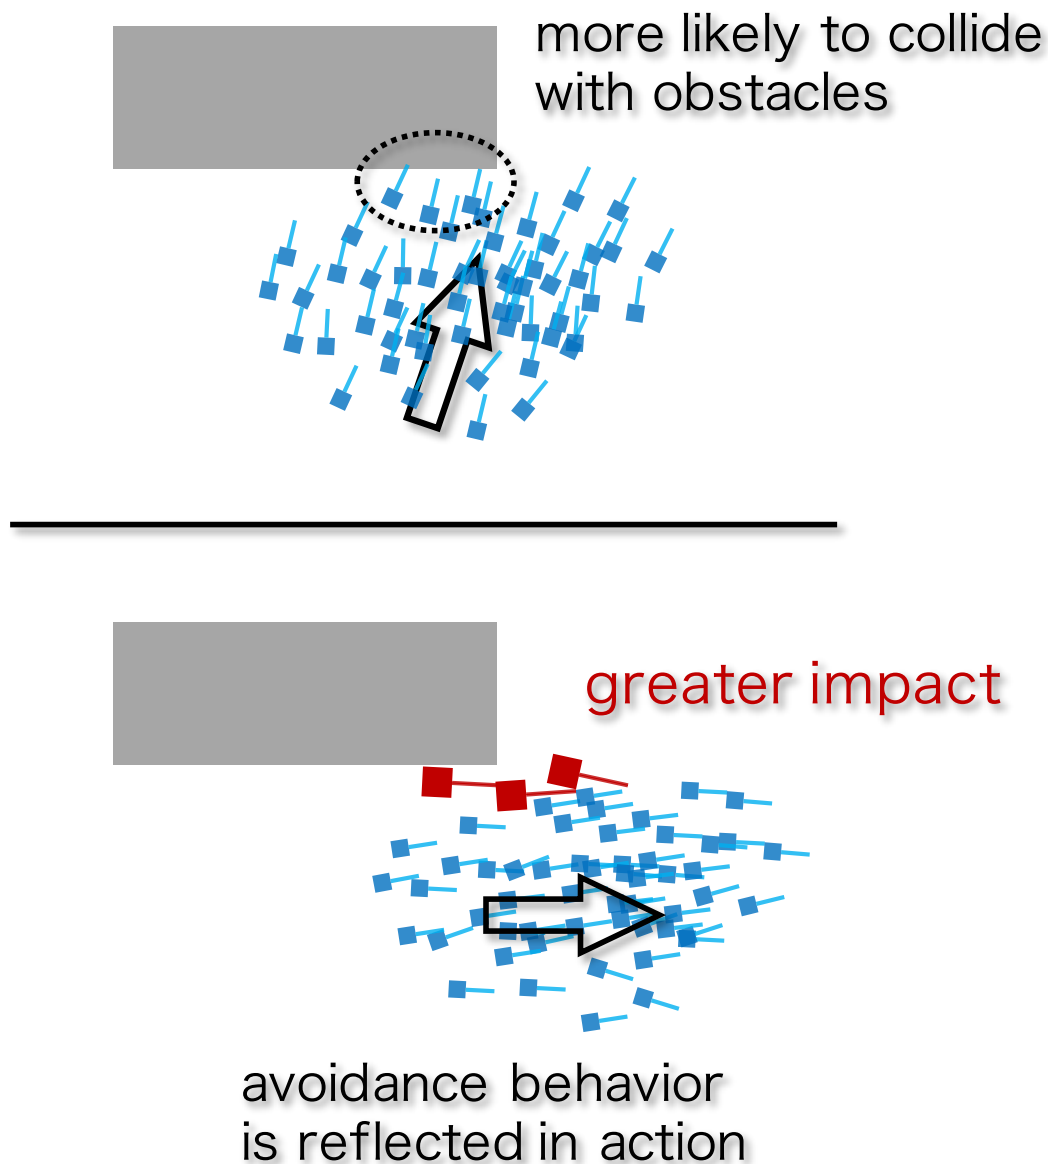 more likely to collide
with obstacles
greater impact
avoidance behavior
is reflected in action